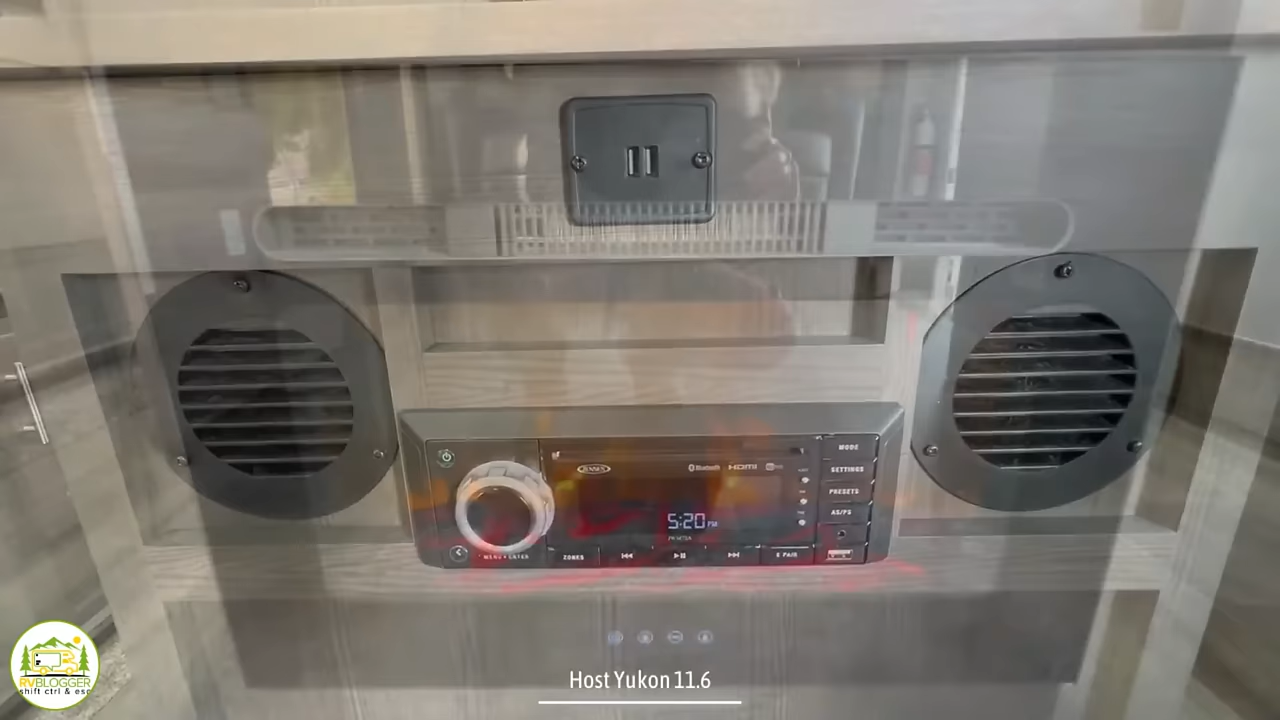 JENSEN
Bluetooth HDMI
MODE
SETTINGS
PRESETS
AS/PS
5:20 PM
MENU • ENTER
ZONES
E PAIR
Host Yukon 11.6
RVBLOGGER
shift ctrl & esc